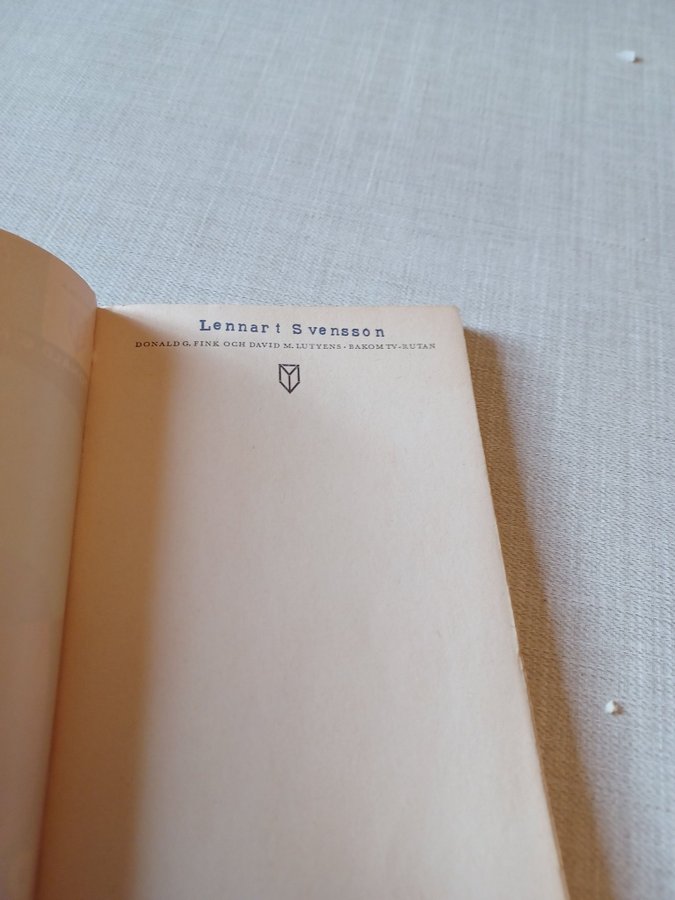 Lennart Svensson
DONALD G. FINK OCH DAVID M. LUTYENS · BAKOM TV-RUTAN